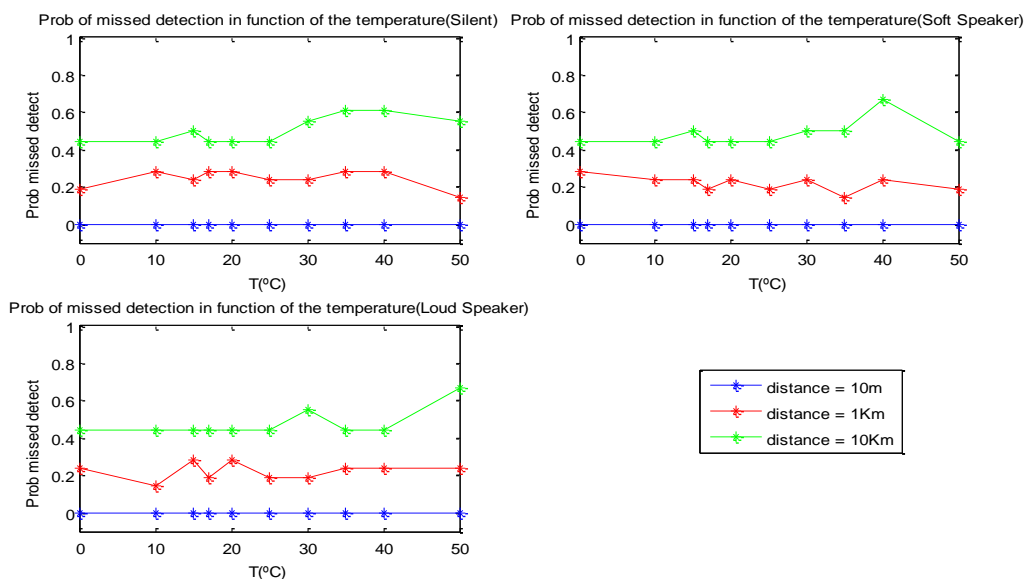 Prob of missed detection in function of the temperature(Silent)
1
0.8
0.6
0.4
0.2
0
Prob missed detect
0 10 20 30 40 50
T(ºC)
Prob of missed detection in function of the temperature(Soft Speaker)
1
0.8
0.6
0.4
0.2
0
Prob missed detect
0 10 20 30 40 50
T(ºC)
Prob of missed detection in function of the temperature(Loud Speaker)
1
0.8
0.6
0.4
0.2
0
Prob missed detect
0 10 20 30 40 50
T(ºC)
distance = 10m
distance = 1Km
distance = 10Km